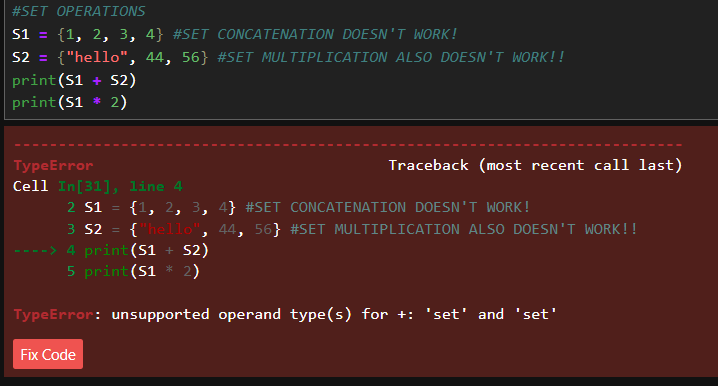 #SET OPERATIONS
S1 = {1, 2, 3, 4} #SET CONCATENATION DOESN'T WORK!
S2 = {"hello", 44, 56} #SET MULTIPLICATION ALSO DOESN'T WORK!!
print(S1 + S2)
print(S1 * 2)
---------------------------------------------------------------------------
TypeError Traceback (most recent call last)
Cell In[31], line 4
2 S1 = {1, 2, 3, 4} #SET CONCATENATION DOESN'T WORK!
3 S2 = {"hello", 44, 56} #SET MULTIPLICATION ALSO DOESN'T WORK!!
----> 4 print(S1 + S2)
5 print(S1 * 2)
TypeError: unsupported operand type(s) for +: 'set' and 'set'
Fix Code